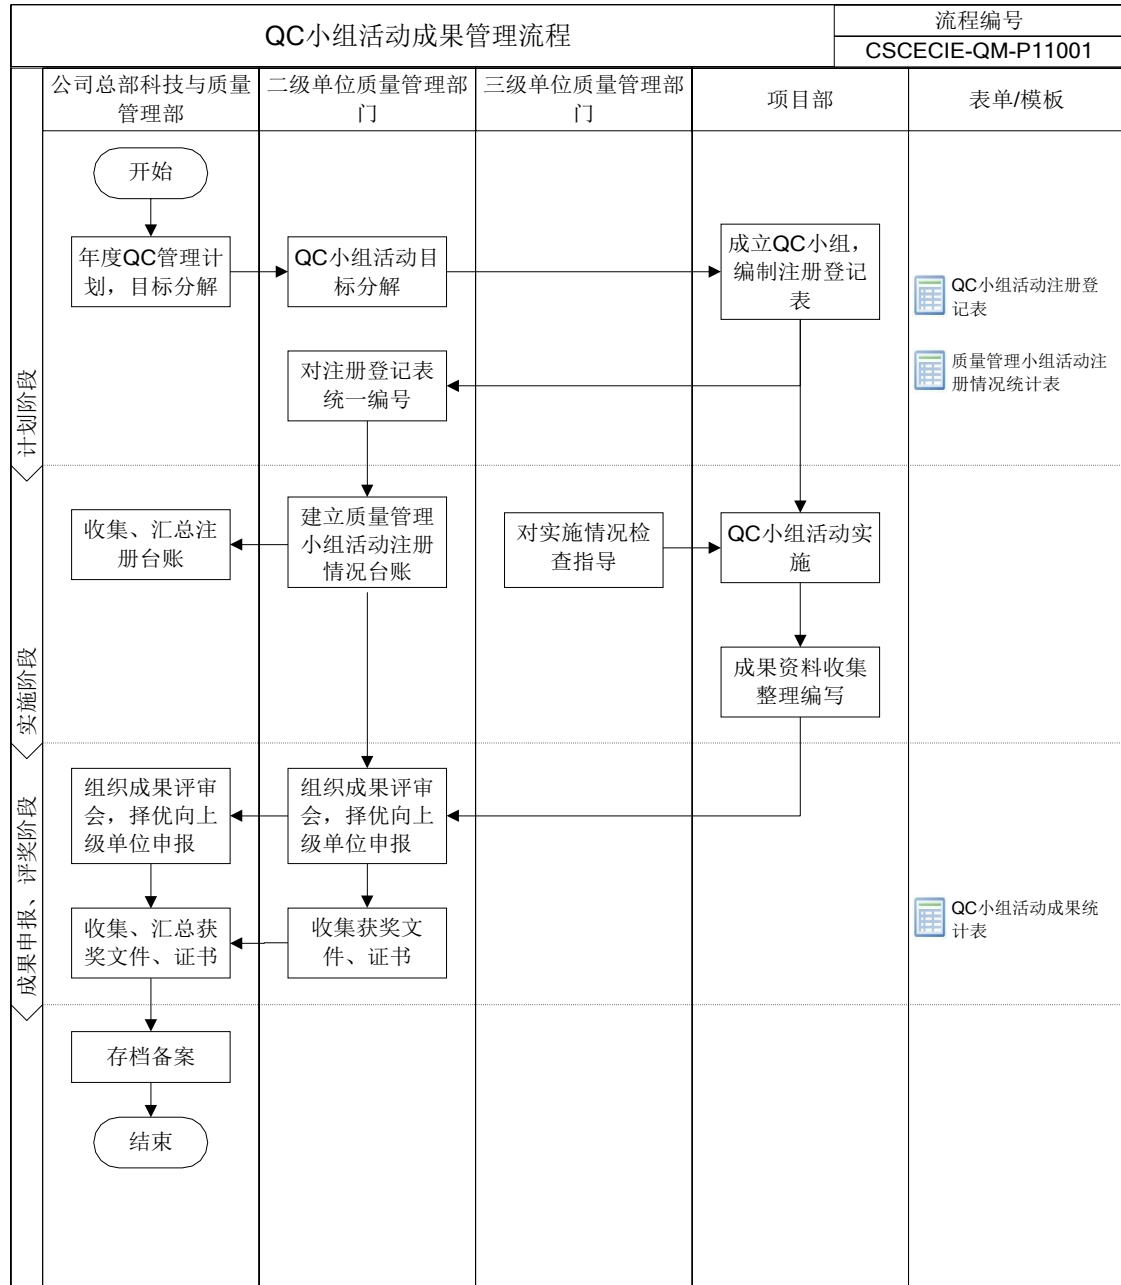 QC小组活动成果管理流程
流程编号
CSCECIE-QM-P11001
公司总部科技与质量
管理部
二级单位质量管理部
门
三级单位质量管理部
门
项目部
表单/模板
开始
年度QC管理计
划，目标分解
QC小组活动目
标分解
成立QC小组，
编制注册登记
表
QC小组活动注册登
记表
对注册登记表
统一编号
质量管理小组活动注
册情况统计表
计划阶段
收集、汇总注
册台账
建立质量管理
小组活动注册
情况台账
对实施情况检
查指导
QC小组活动实
施
成果资料收集
整理编写
实施阶段
组织成果评审
会，择优向上
级单位申报
组织成果评审
会，择优向上
级单位申报
收集、汇总获
奖文件、证书
收集获奖文
件、证书
QC小组活动成果统
计表
成果申报、评奖阶段
存档备案
结束